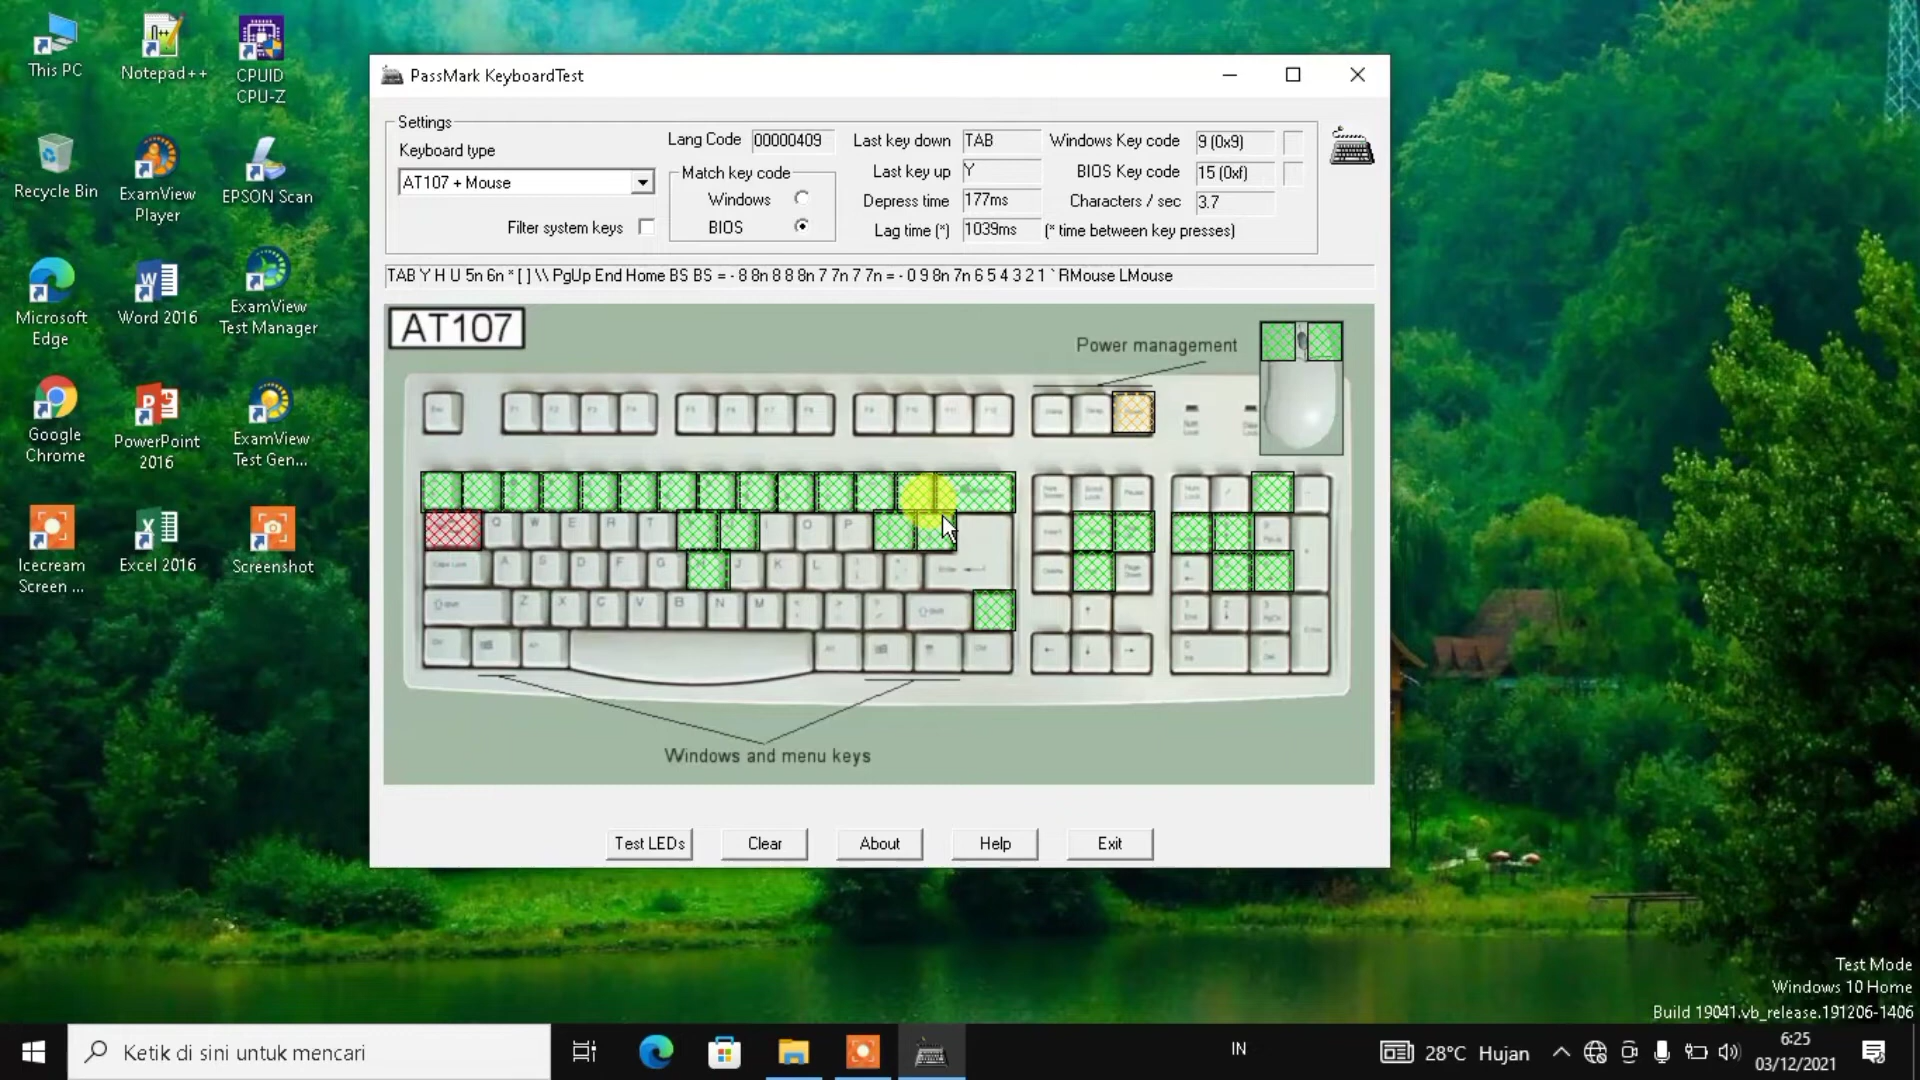 This PC
Notepad++
CPUID
CPU-Z
Recycle Bin
ExamView
Player
EPSON Scan
Microsoft
Edge
Word 2016
ExamView
Test Manager
Google
Chrome
PowerPoint
2016
ExamView
Test Gen...
Icecream
Screen ...
Excel 2016
Screenshot
PassMark KeyboardTest
Settings
Keyboard type
AT107 + Mouse
Filter system keys
Lang Code 00000409
Match key code
Windows
BIOS
Last key down TAB
Last key up Y
Depress time 177ms
Lag time (*) 1039ms (* time between key presses)
Windows Key code 9 (0x9)
BIOS Key code 15 (0xf)
Characters / sec 3.7
TAB Y H U 5n 6n * [ ] \\ PgUp End Home BS BS = - 8 8n 8 8 8n 7 7n 7 7n = - 0 9 8n 7n 6 5 4 3 2 1 ` RMouse LMouse
AT107
Power management
Q W E R T I O P
A S D F G J K L
Z X C V B N M
Windows and menu keys
Test LEDs
Clear
About
Help
Exit
Test Mode
Windows 10 Home
Build 19041.vb_release.191206-1406
Ketik di sini untuk mencari
IN
28°C Hujan
6:25
03/12/2021